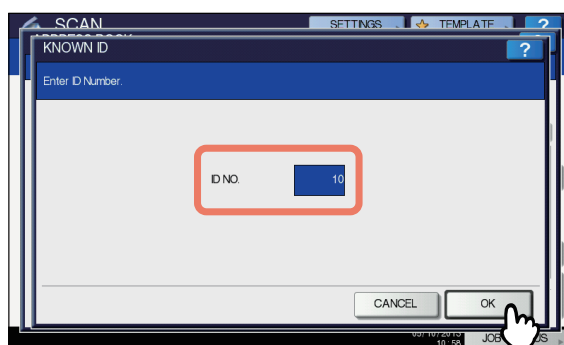 SCAN
SETTINGS
TEMPLATE
?
KNOWN ID
?
Enter ID Number.
ID NO.
10
CANCEL
OK
10 : 58
JOB